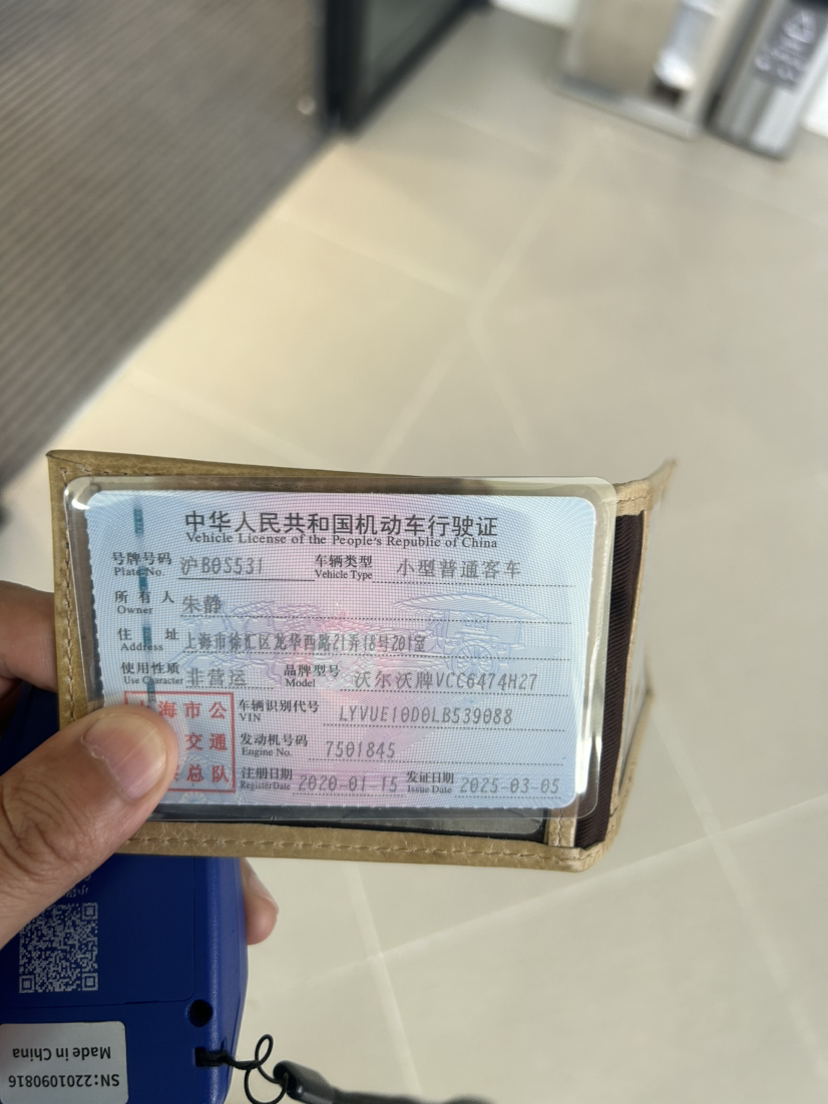 中华人民共和国机动车行驶证
Vehicle License of the People's Republic of China
号牌号码 沪B0S531 车辆类型 小型普通客车
Plate No. Vehicle Type
所有人 朱静
Owner
住址 上海市徐汇区龙华西路21弄18号201室
Address
使用性质 非营运 品牌型号 沃尔沃牌VCC6474H27
Use Character Model
海市公 车辆识别代号 LYVUE10D0LB539088
VIN
交通 发动机号码 7501845
Engine No.
总队 注册日期 2020-01-15 发证日期 2025-03-05
Register Date Issue Date
SN:2201090816
Made in China